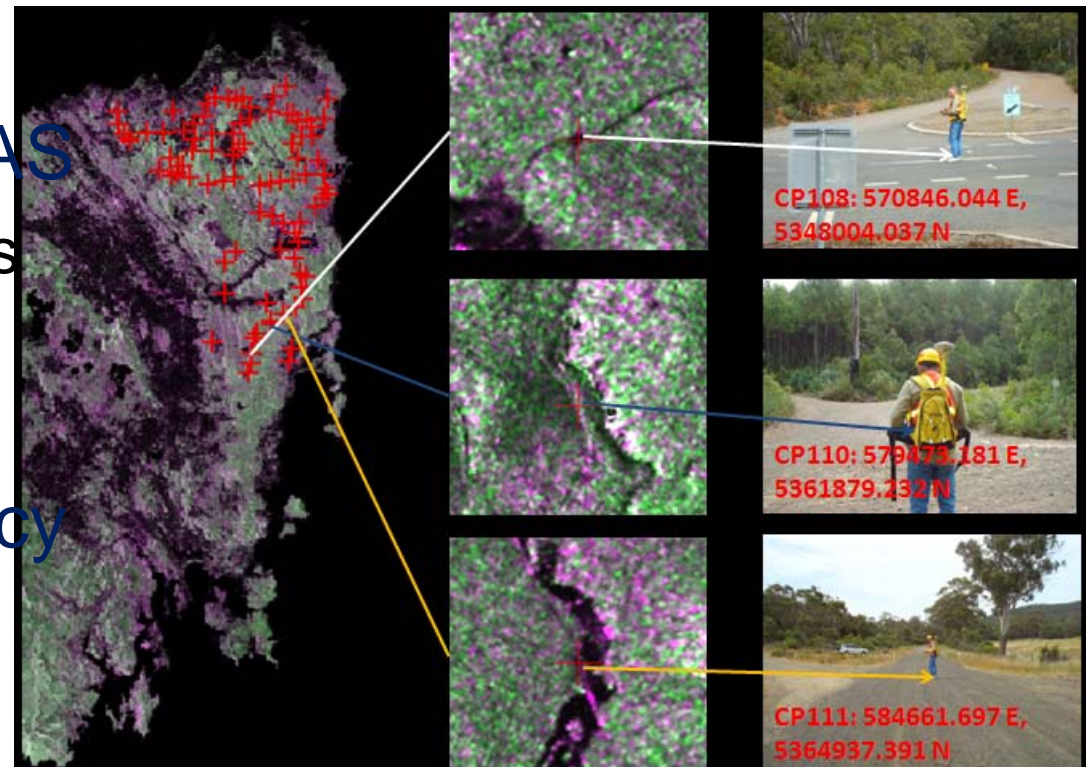 AS
s
cy
CP108: 570846.044 E,
5348004.037 N
CP110: 579473.181 E,
5361879.232 N
CP111: 584661.697 E,
5364937.391 N